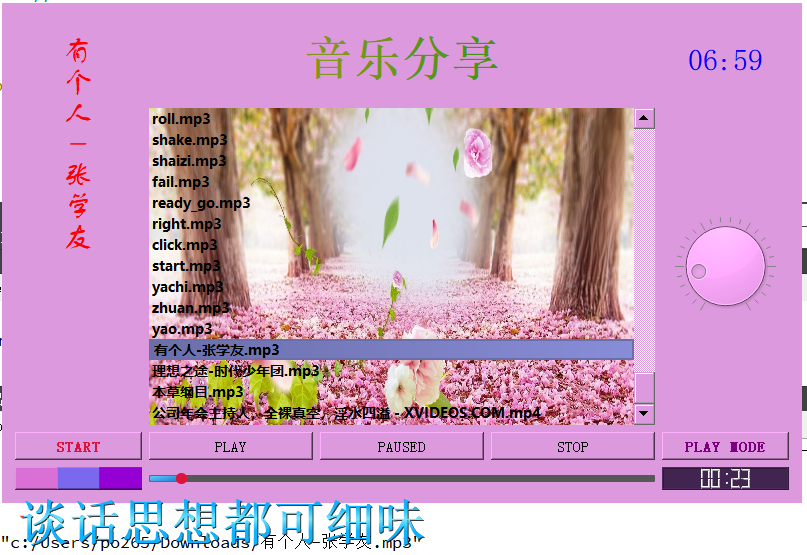 音乐分享
06:59
有个人－张学友
roll.mp3
shake.mp3
shaizi.mp3
fail.mp3
ready_go.mp3
right.mp3
click.mp3
start.mp3
yachi.mp3
zhuan.mp3
yao.mp3
有个人-张学友.mp3
理想之途-时代少年团.mp3
本草纲目.mp3
公司年会主持人，全裸真空，淫水四溢 - XVIDEOS.COM.mp4
START
PLAY
PAUSED
STOP
PLAY MODE
00:23
谈话思想都可细味
"c:/Users/po265/Downloads/有个人-张学友.mp3"